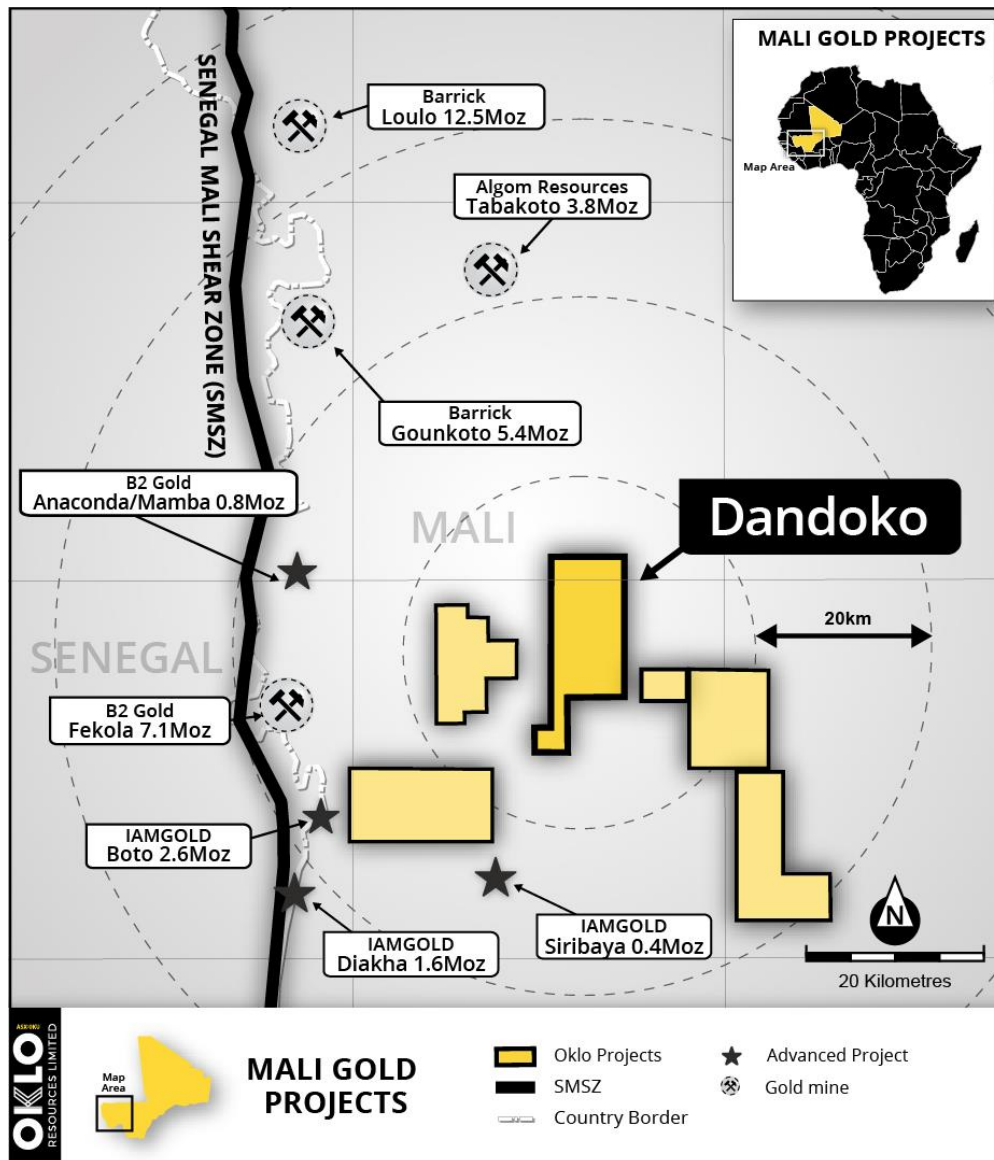 MALI GOLD PROJECTS
Map Area
SENEGAL MALI SHEAR ZONE (SMSZ)
Barrick
Loulo 12.5Moz
Algom Resources
Tabakoto 3.8Moz
Barrick
Gounkoto 5.4Moz
B2 Gold
Anaconda/Mamba 0.8Moz
MALI
Dandoko
20km
SENEGAL
B2 Gold
Fekola 7.1Moz
IAMGOLD
Boto 2.6Moz
IAMGOLD
Diakha 1.6Moz
IAMGOLD
Siribaya 0.4Moz
N
20 Kilometres
ASX:OKU
OKLO
RESOURCES LIMITED
Map
Area
MALI GOLD
PROJECTS
Oklo Projects
SMSZ
Country Border
Advanced Project
Gold mine